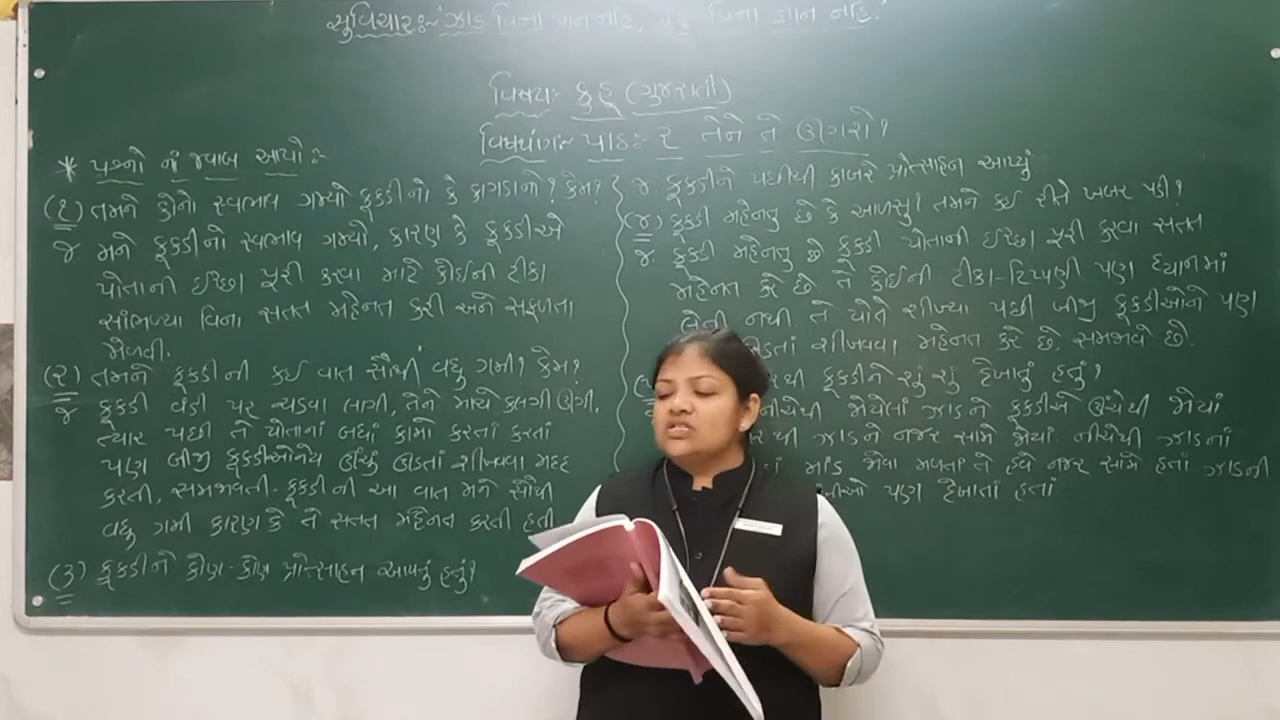 સુવિચારઃ- ઝાડ વિના નહિ, વિના જ્ઞાન નહિ.
વિષયઃ- કુહૂ (ગુજરાતી)
વિષયાંગઃ- પાઠઃ- ૨ તેને તે ઊગરો?
* પ્રશ્નો નાં જવાબ આપો :-
(૧) તમને કોનો સ્વભાવ ગમ્યો કૂકડીનો કે કાગડાનો? કેમ?
જ. મને કૂકડીનો સ્વભાવ ગમ્યો, કારણ કે કૂકડીએ
પોતાની ઈચ્છા પૂરી કરવા માટે કોઈની ટીકા
સાંભળ્યા વિના સતત મહેનત કરી અને સફળતા
મેળવી.
(૨) તમને કૂકડીની કઈ વાત સૌથી વધુ ગમી? કેમ?
જ કૂકડી વંડી પર ચડવા લાગી, તેને માથે કલગી ઊગી,
ત્યાર પછી તે પોતાનાં બધાં કામો કરતાં કરતાં
પણ બીજી કૂકડીઓનેય ઊંચું ઊડતાં શીખવવા મદદ
કરતી, સમજાવતી. કૂકડીની આ વાત મને સૌથી
વધુ ગમી કારણ કે તે સતત મહેનત કરતી હતી
(૩) કૂકડીને કોણ-કોણ પ્રોત્સાહન આપતું હતું?
જ. કૂકડીને પછીથી કાબરે પ્રોત્સાહન આપ્યું
(૪) કૂકડી મહેનતુ છે કે આળસુ? તમને કઈ રીતે ખબર પડી?
જ. કૂકડી મહેનતુ છે કૂકડી પોતાની ઈચ્છા પૂરી કરવા સતત
મહેનત કરે છે. તે કોઈની ટીકા-ટિપ્પણી પણ ધ્યાનમાં
લેતી નથી. તે પોતે શીખ્યા પછી બીજી કૂકડીઓને પણ
ઊડતાં શીખવવા મહેનત કરે છે, સમજાવે છે.
કૂકડીને શું શું દેખાતું હતું?
નીચેથી જોયેલાં ઝાડને કૂકડીએ ઊંચેથી જોયાં
થી ઝાડને નજર સામે જોયાં. નીચેથી ઝાડનાં
માંડ જોવા મળતાં તે હવે નજર સામે હતાં ઝાડની
પણ દેખાતાં હતાં